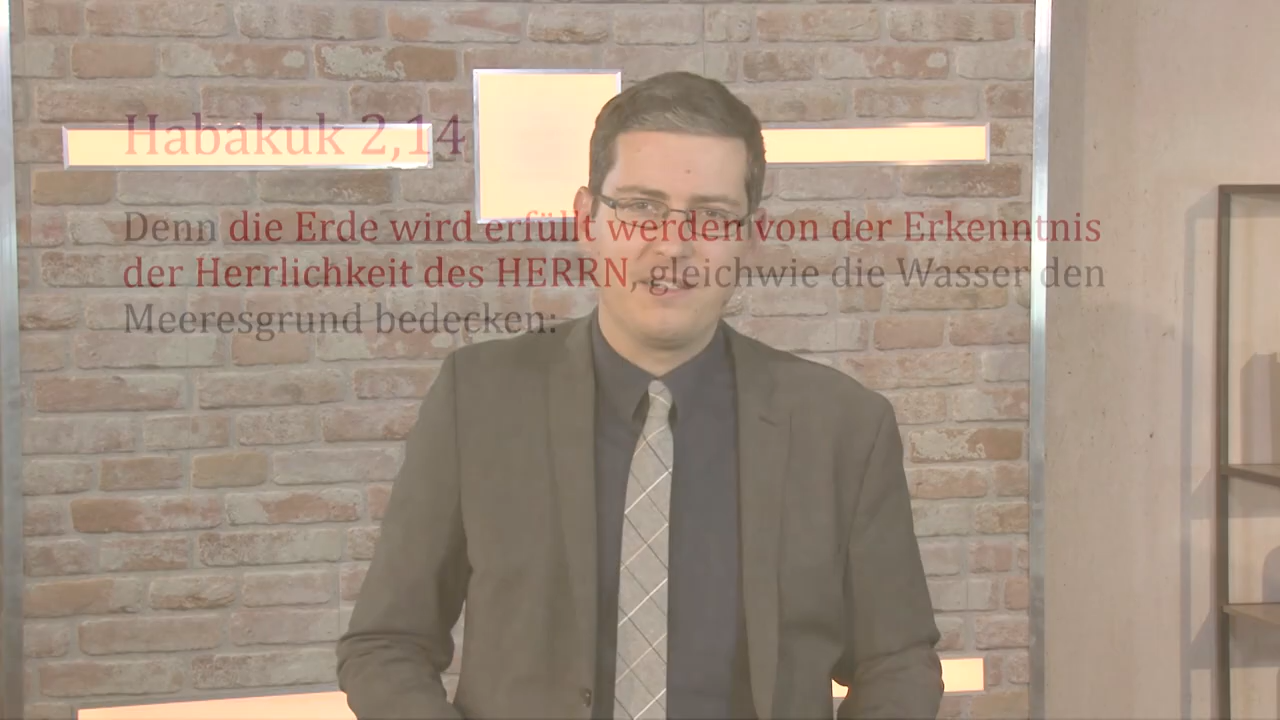 Habakuk 2,14
Denn die Erde wird erfüllt werden von der Erkenntnis
der Herrlichkeit des HERRN, gleichwie die Wasser den
Meeresgrund bedecken: